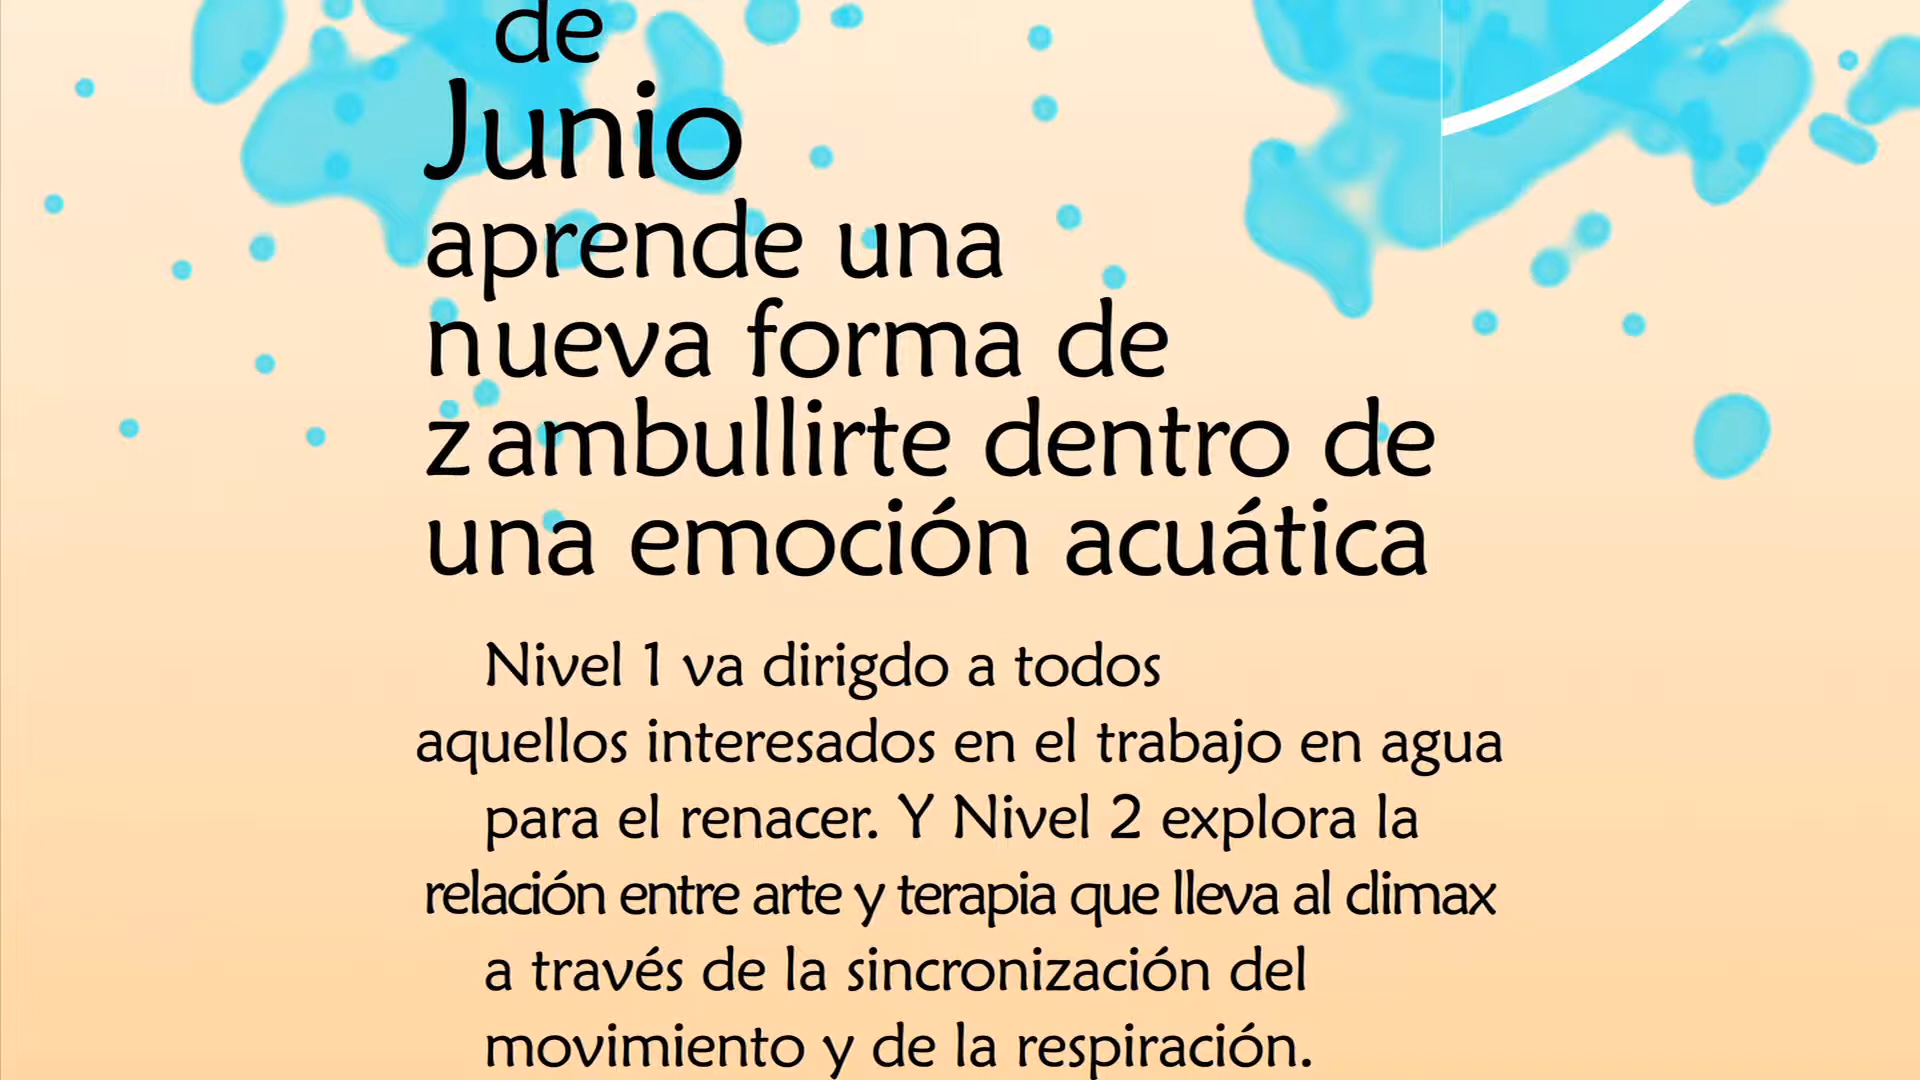 de
Junio
aprende una
nueva forma de
zambullirte dentro de
una emoción acuática
Nivel 1 va dirigdo a todos
aquellos interesados en el trabajo en agua
para el renacer. Y Nivel 2 explora la
relación entre arte y terapia que lleva al climax
a través de la sincronización del
movimiento y de la respiración.